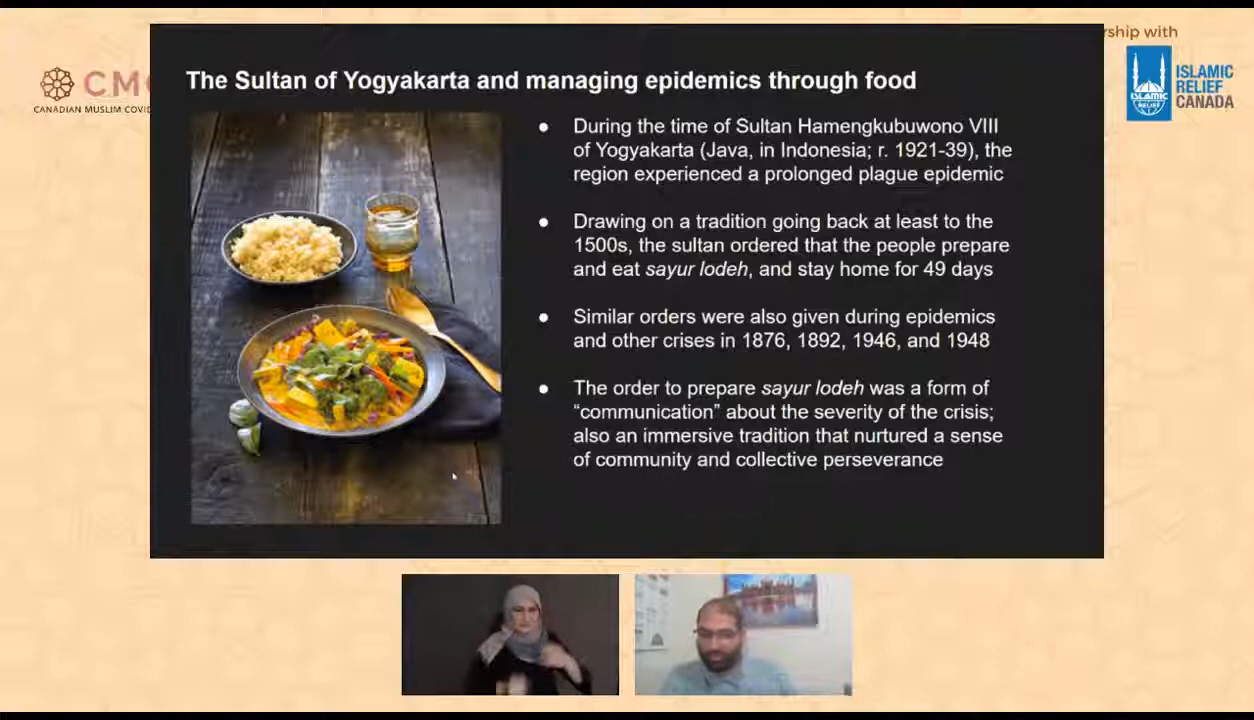 rship with
CMC
CANADIAN MUSLIM COVID
ISLAMIC
RELIEF
ISLAMIC
RELIEF
CANADA
The Sultan of Yogyakarta and managing epidemics through food
● During the time of Sultan Hamengkubuwono VIII
of Yogyakarta (Java, in Indonesia; r. 1921-39), the
region experienced a prolonged plague epidemic
● Drawing on a tradition going back at least to the
1500s, the sultan ordered that the people prepare
and eat sayur lodeh, and stay home for 49 days
● Similar orders were also given during epidemics
and other crises in 1876, 1892, 1946, and 1948
● The order to prepare sayur lodeh was a form of
“communication” about the severity of the crisis;
also an immersive tradition that nurtured a sense
of community and collective perseverance